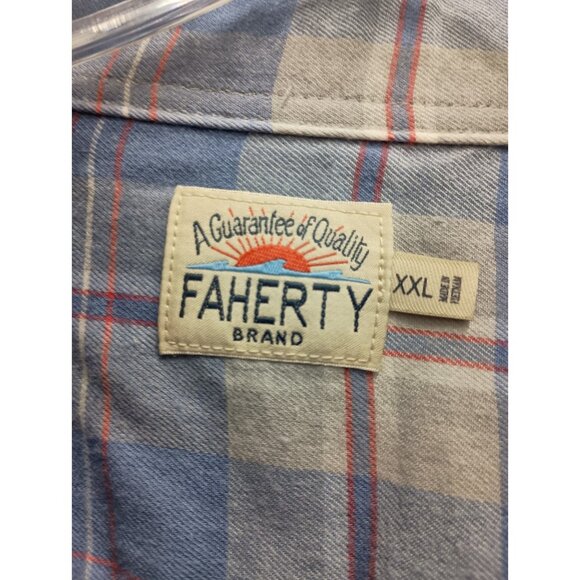 A Guarantee of Quality
FAHERTY
BRAND
XXL
MADE IN
VIETNAM